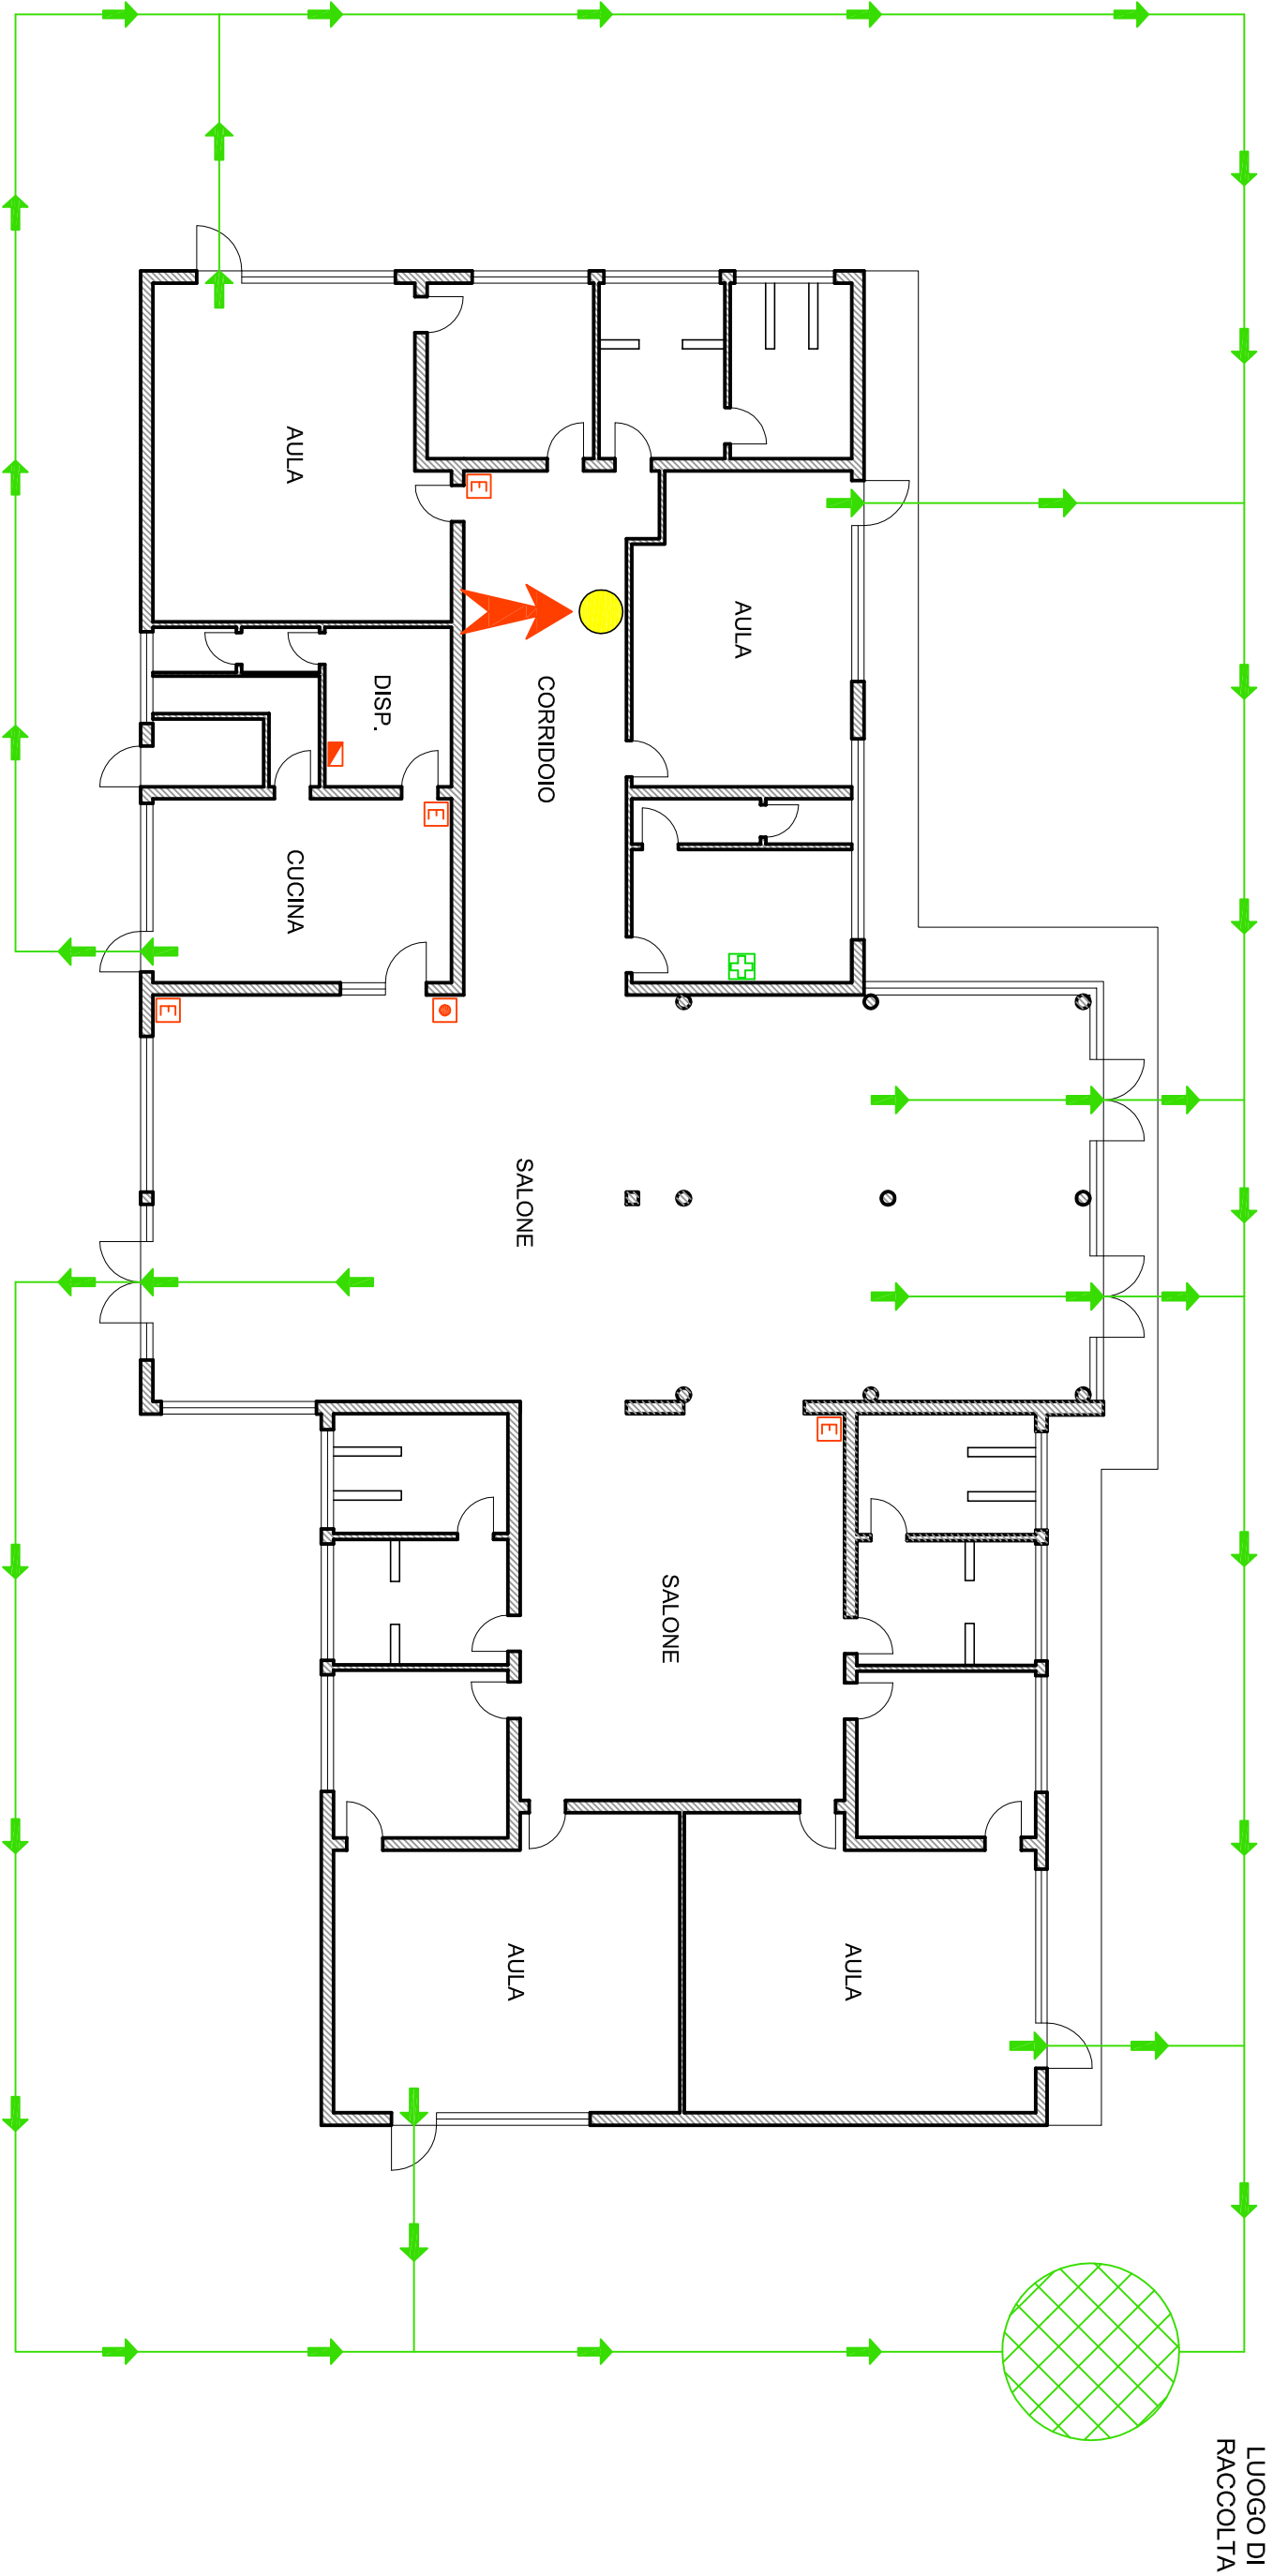 AULA
AULA
DISP.
CORRIDOIO
E
E
CUCINA
E
SALONE
E
SALONE
AULA
AULA
LUOGO DI
RACCOLTA